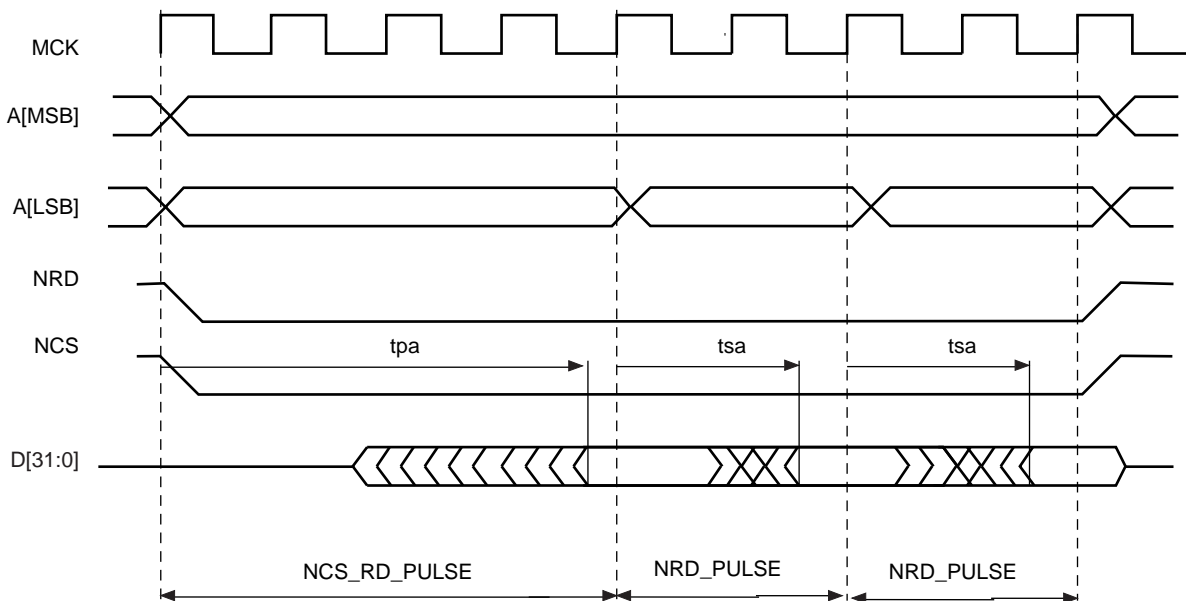 MCK
A[MSB]
A[LSB]
NRD
NCS
tpa
tsa
tsa
D[31:0]
NCS_RD_PULSE
NRD_PULSE
NRD_PULSE